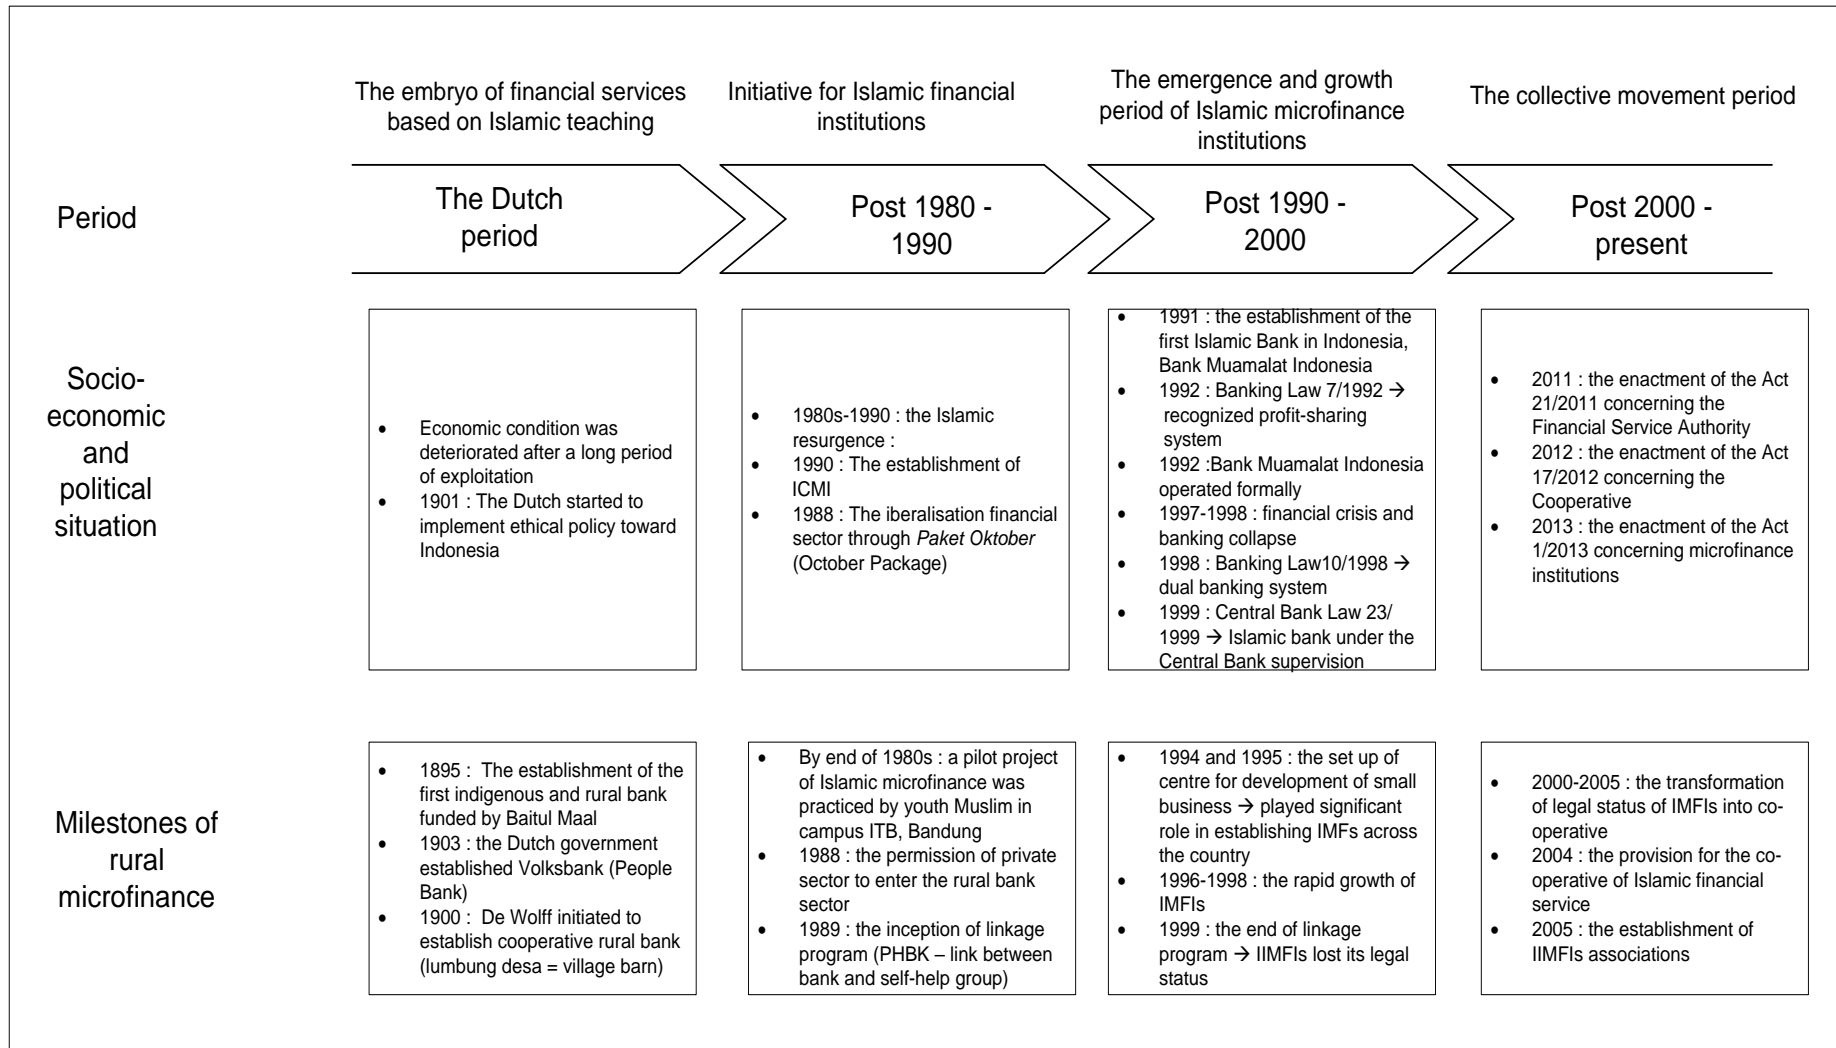 The embryo of financial services
based on Islamic teaching
Initiative for Islamic financial
institutions
The emergence and growth
period of Islamic microfinance
institutions
The collective movement period
Period
The Dutch
period
Post 1980 -
1990
Post 1990 -
2000
Post 2000 -
present
Socio-
economic
and
political
situation
• Economic condition was
deteriorated after a long period
of exploitation
• 1901 : The Dutch started to
implement ethical policy toward
Indonesia
• 1980s-1990 : the Islamic
resurgence :
• 1990 : The establishment of
ICMI
• 1988 : The iberalisation financial
sector through Paket Oktober
(October Package)
• 1991 : the establishment of the
first Islamic Bank in Indonesia,
Bank Muamalat Indonesia
• 1992 : Banking Law 7/1992 →
recognized profit-sharing
system
• 1992 :Bank Muamalat Indonesia
operated formally
• 1997-1998 : financial crisis and
banking collapse
• 1998 : Banking Law10/1998 →
dual banking system
• 1999 : Central Bank Law 23/
1999 → Islamic bank under the
Central Bank supervision
• 2011 : the enactment of the Act
21/2011 concerning the
Financial Service Authority
• 2012 : the enactment of the Act
17/2012 concerning the
Cooperative
• 2013 : the enactment of the Act
1/2013 concerning microfinance
institutions
Milestones of
rural
microfinance
• 1895 : The establishment of the
first indigenous and rural bank
funded by Baitul Maal
• 1903 : the Dutch government
established Volksbank (People
Bank)
• 1900 : De Wolff initiated to
establish cooperative rural bank
(lumbung desa = village barn)
• By end of 1980s : a pilot project
of Islamic microfinance was
practiced by youth Muslim in
campus ITB, Bandung
• 1988 : the permission of private
sector to enter the rural bank
sector
• 1989 : the inception of linkage
program (PHBK – link between
bank and self-help group)
• 1994 and 1995 : the set up of
centre for development of small
business → played significant
role in establishing IMFs across
the country
• 1996-1998 : the rapid growth of
IMFIs
• 1999 : the end of linkage
program → IIMFIs lost its legal
status
• 2000-2005 : the transformation
of legal status of IMFIs into co-
operative
• 2004 : the provision for the co-
operative of Islamic financial
service
• 2005 : the establishment of
IIMFIs associations